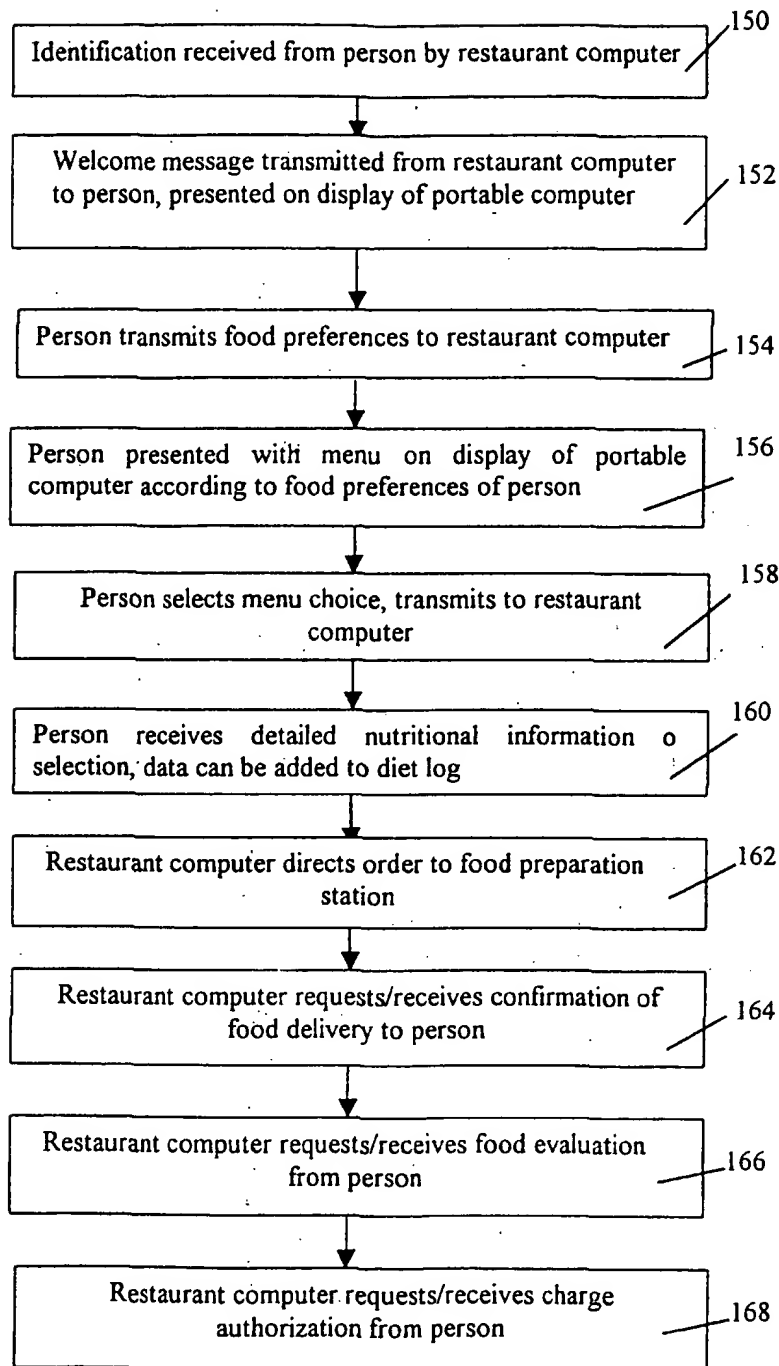 150
Identification received from person by restaurant computer
Welcome message transmitted from restaurant computer
to person, presented on display of portable computer
152
Person transmits food preferences to restaurant computer
154
Person presented with menu on display of portable
computer according to food preferences of person
156
158
Person selects menu choice, transmits to restaurant
computer
160
Person receives detailed nutritional information o
selection, data can be added to diet log
Restaurant computer directs order to food preparation
station
162
Restaurant computer requests/receives confirmation of
food delivery to person
164
Restaurant computer requests/receives food evaluation
from person
166
Restaurant computer requests/receives charge
authorization from person
168